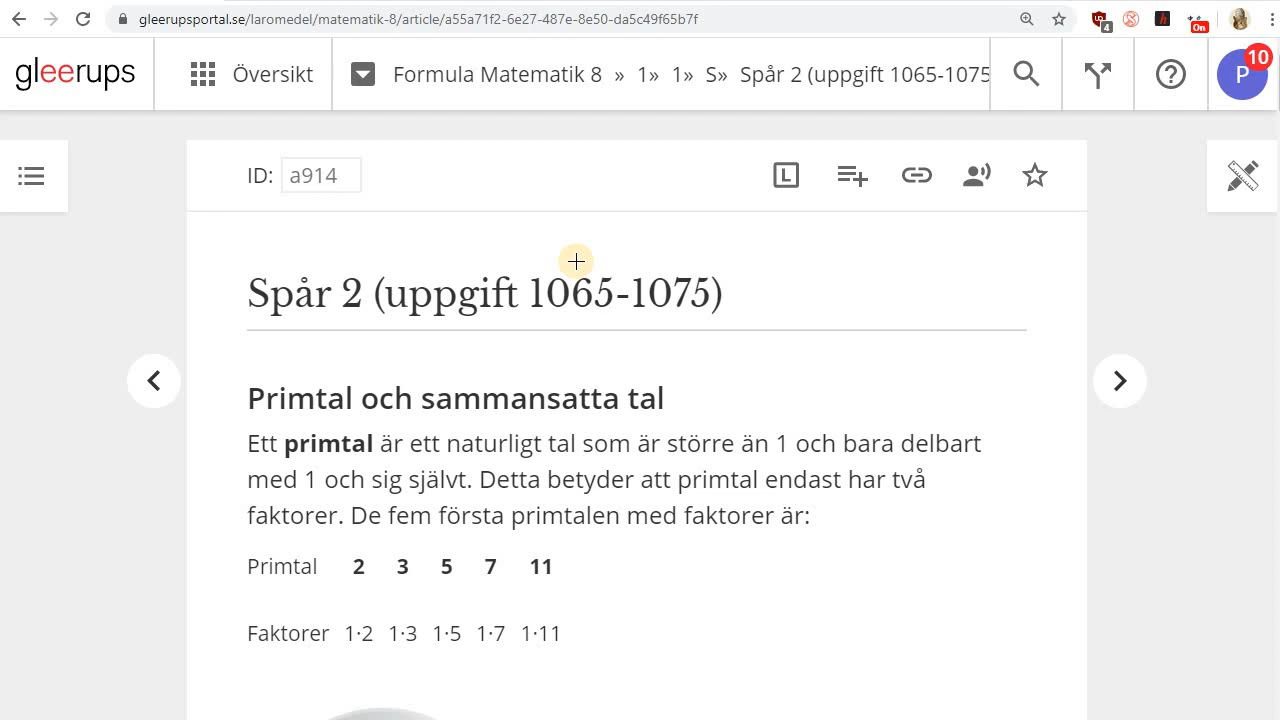 gleerupsportal.se/laromedel/matematik-8/article/a5ba71f2-6e27-487e-8e50-da5c49f65b7f
4
h
On
gleerups
Översikt
Formula Matematik 8 » 1» 1» S» Spår 2 (uppgift 1065-1075
P
10
ID: a914
L
Spår 2 (uppgift 1065-1075)
Primtal och sammansatta tal
Ett primtal är ett naturligt tal som är större än 1 och bara delbart
med 1 och sig självt. Detta betyder att primtal endast har två
faktorer. De fem första primtalen med faktorer är:
Primtal 2 3 5 7 11
Faktorer 1·2 1·3 1·5 1·7 1·11